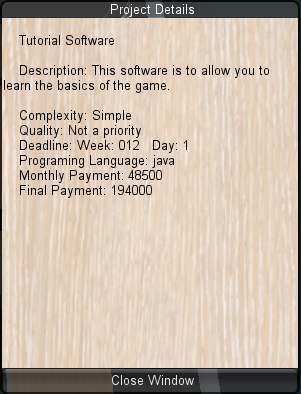 Project Details
Tutorial Software
Description: This software is to allow you to
learn the basics of the game.
Complexity: Simple
Quality: Not a priority
Deadline: Week: 012 Day: 1
Programing Language: java
Monthly Payment: 48500
Final Payment: 194000
Close Window